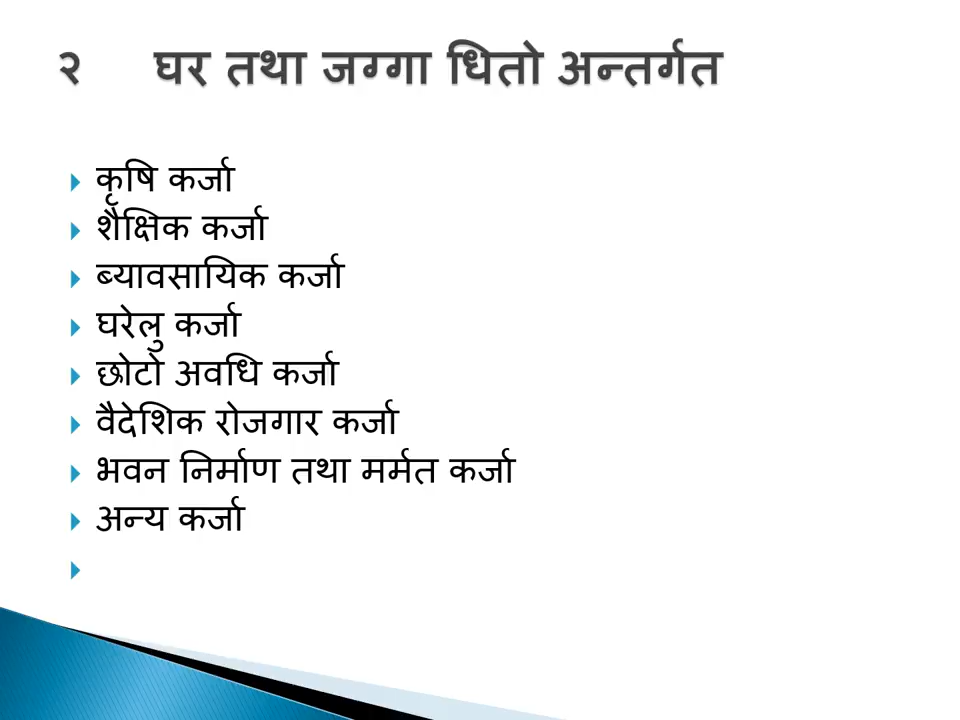 २ घर तथा जग्गा धितो अन्तर्गत
कृषि कर्जा
शैक्षिक कर्जा
ब्यावसायिक कर्जा
घरेलु कर्जा
छोटो अवधि कर्जा
वैदेशिक रोजगार कर्जा
भवन निर्माण तथा मर्मत कर्जा
अन्य कर्जा